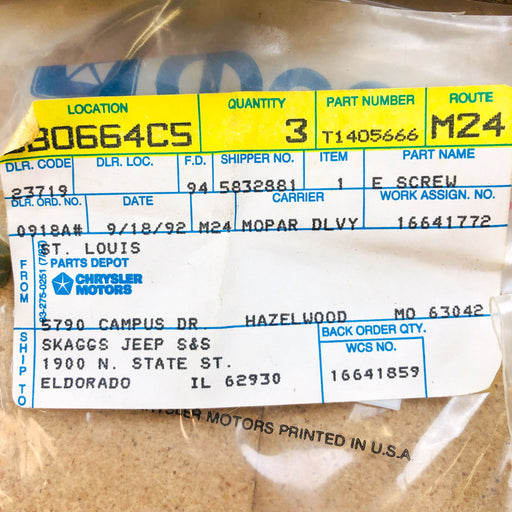 LOCATION QUANTITY PART NUMBER ROUTE
B0664C5 3 T1405666 M24
DLR. CODE DLR. LOC. F.D. SHIPPER NO. ITEM PART NAME
23719 94 5832881 1 E SCREW
DLR. ORD. NO. DATE CARRIER WORK ASSIGN. NO.
0918A# 9/18/92 M24 MOPAR DLVY 16641772
FROM
ST. LOUIS
PARTS DEPOT
CHRYSLER
MOTORS
5790 CAMPUS DR. HAZELWOOD MO 63042
SHIP TO
SKAGGS JEEP S&S
1900 N. STATE ST.
ELDORADO IL 62930
BACK ORDER QTY.
WCS NO.
16641859
CHRYSLER MOTORS PRINTED IN U.S.A.